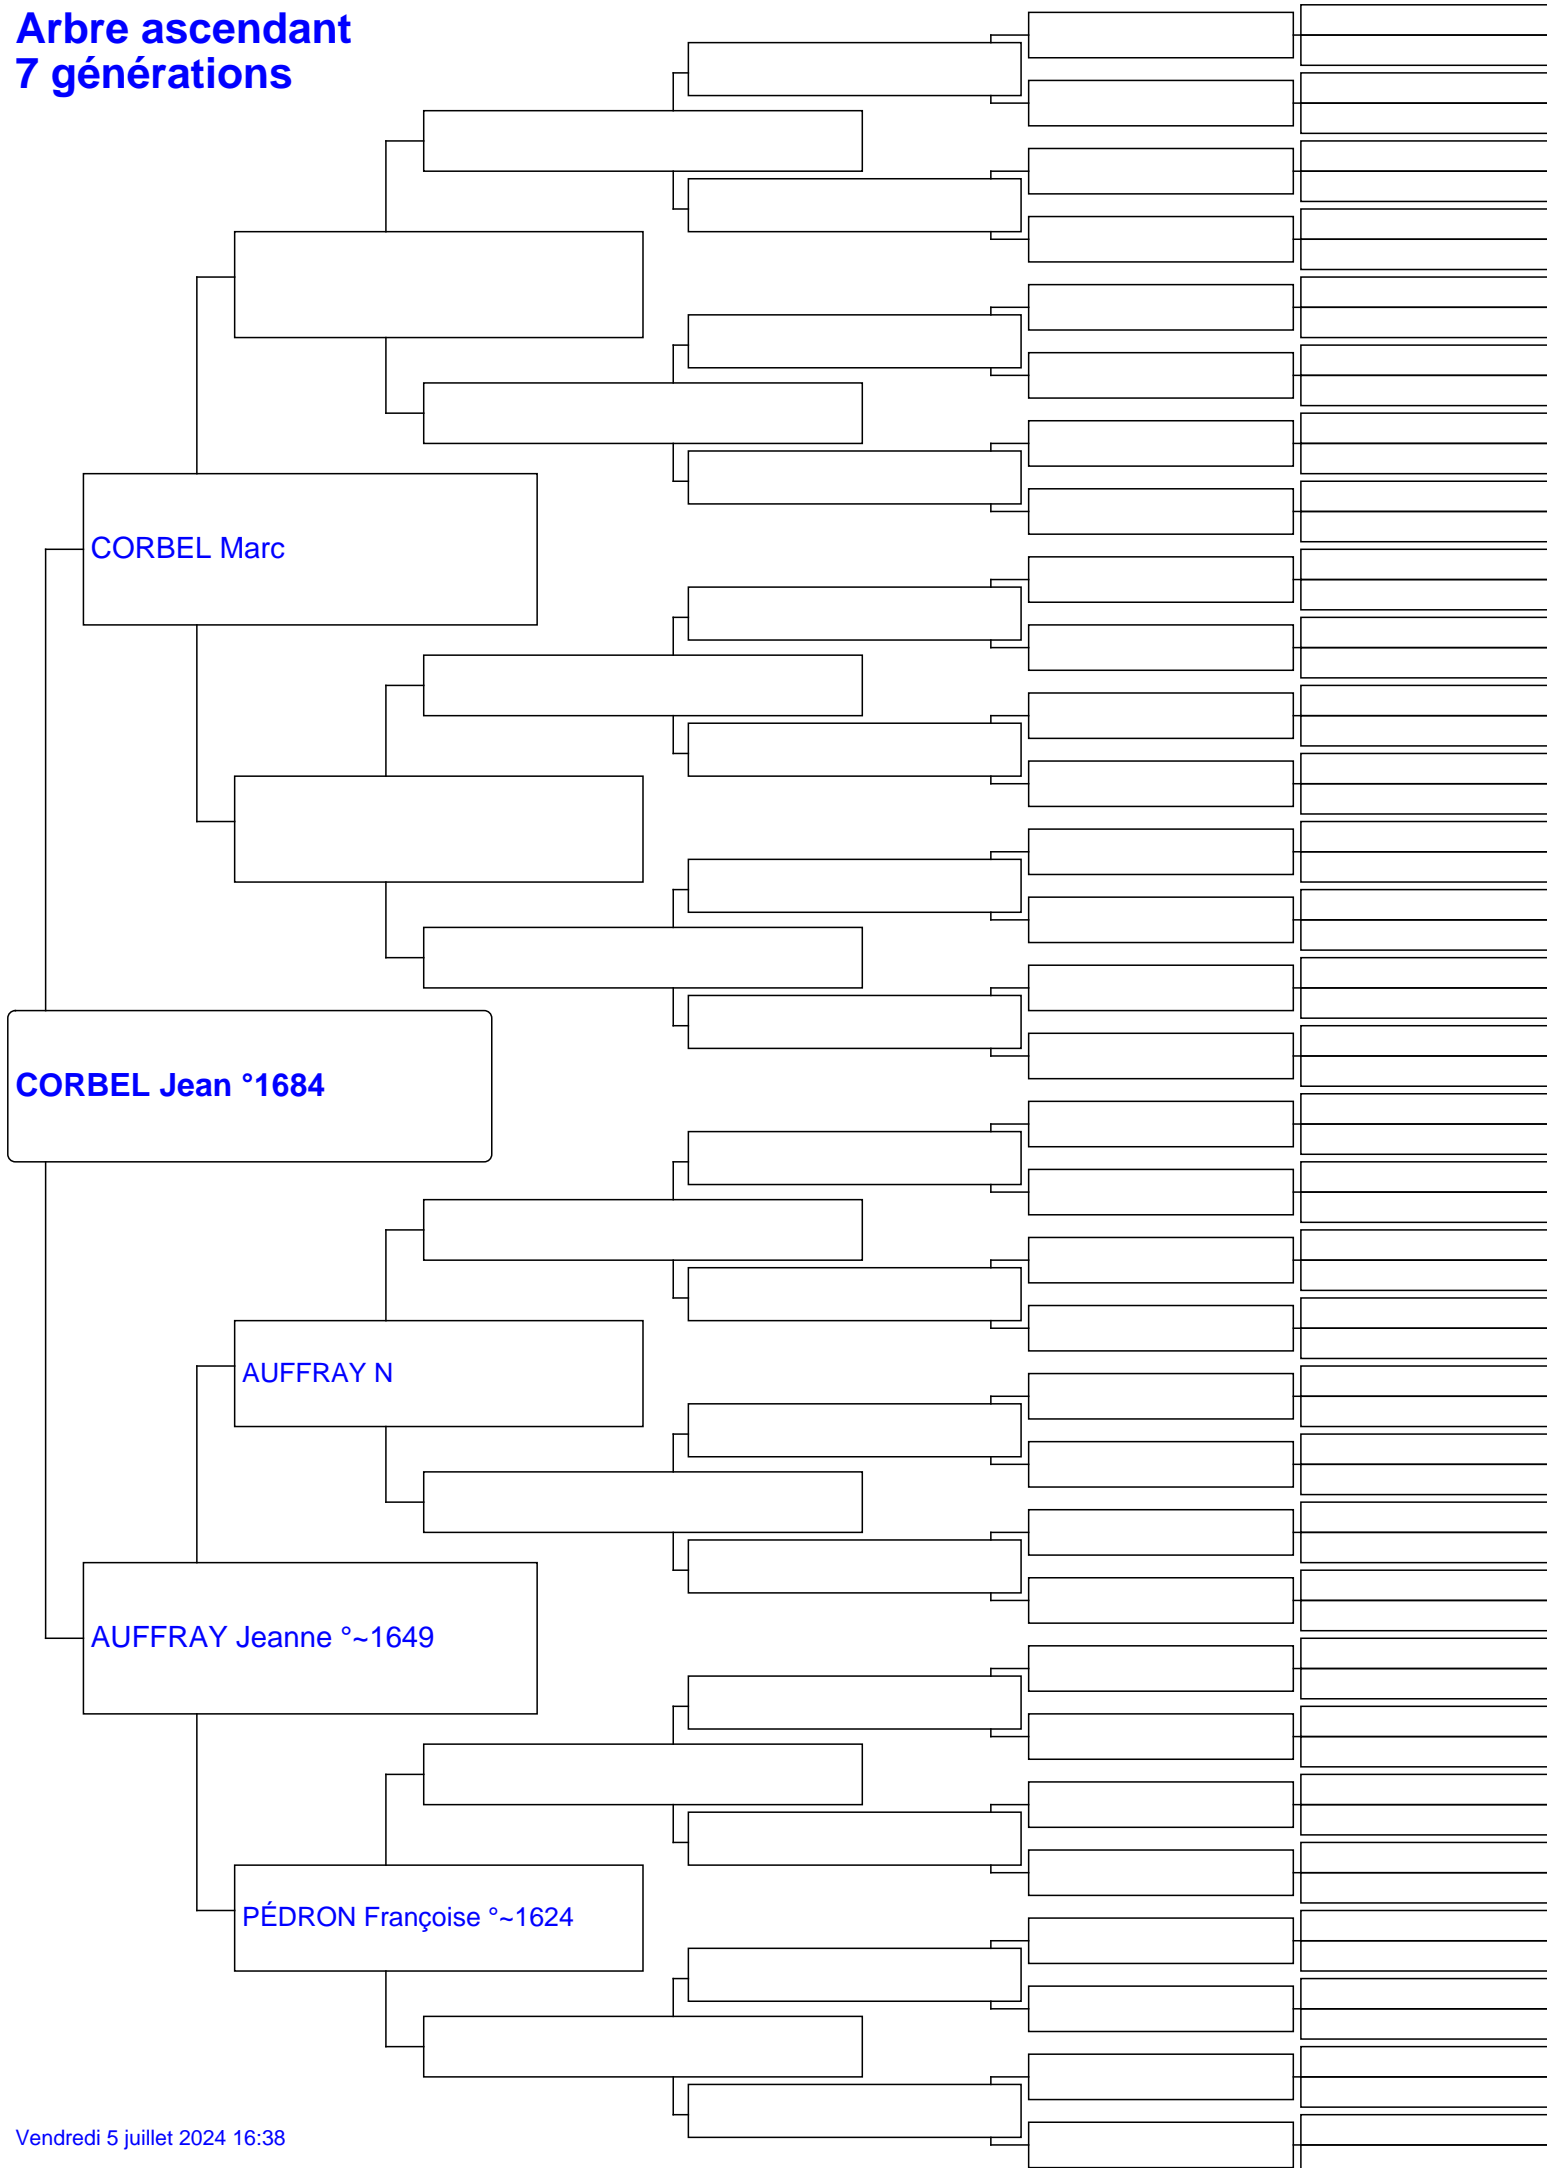 Arbre ascendant
7 générations
CORBEL Marc
CORBEL Jean °1684
AUFFRAY N
AUFFRAY Jeanne °~1649
PÉDRON Françoise °~1624
Vendredi 5 juillet 2024 16:38